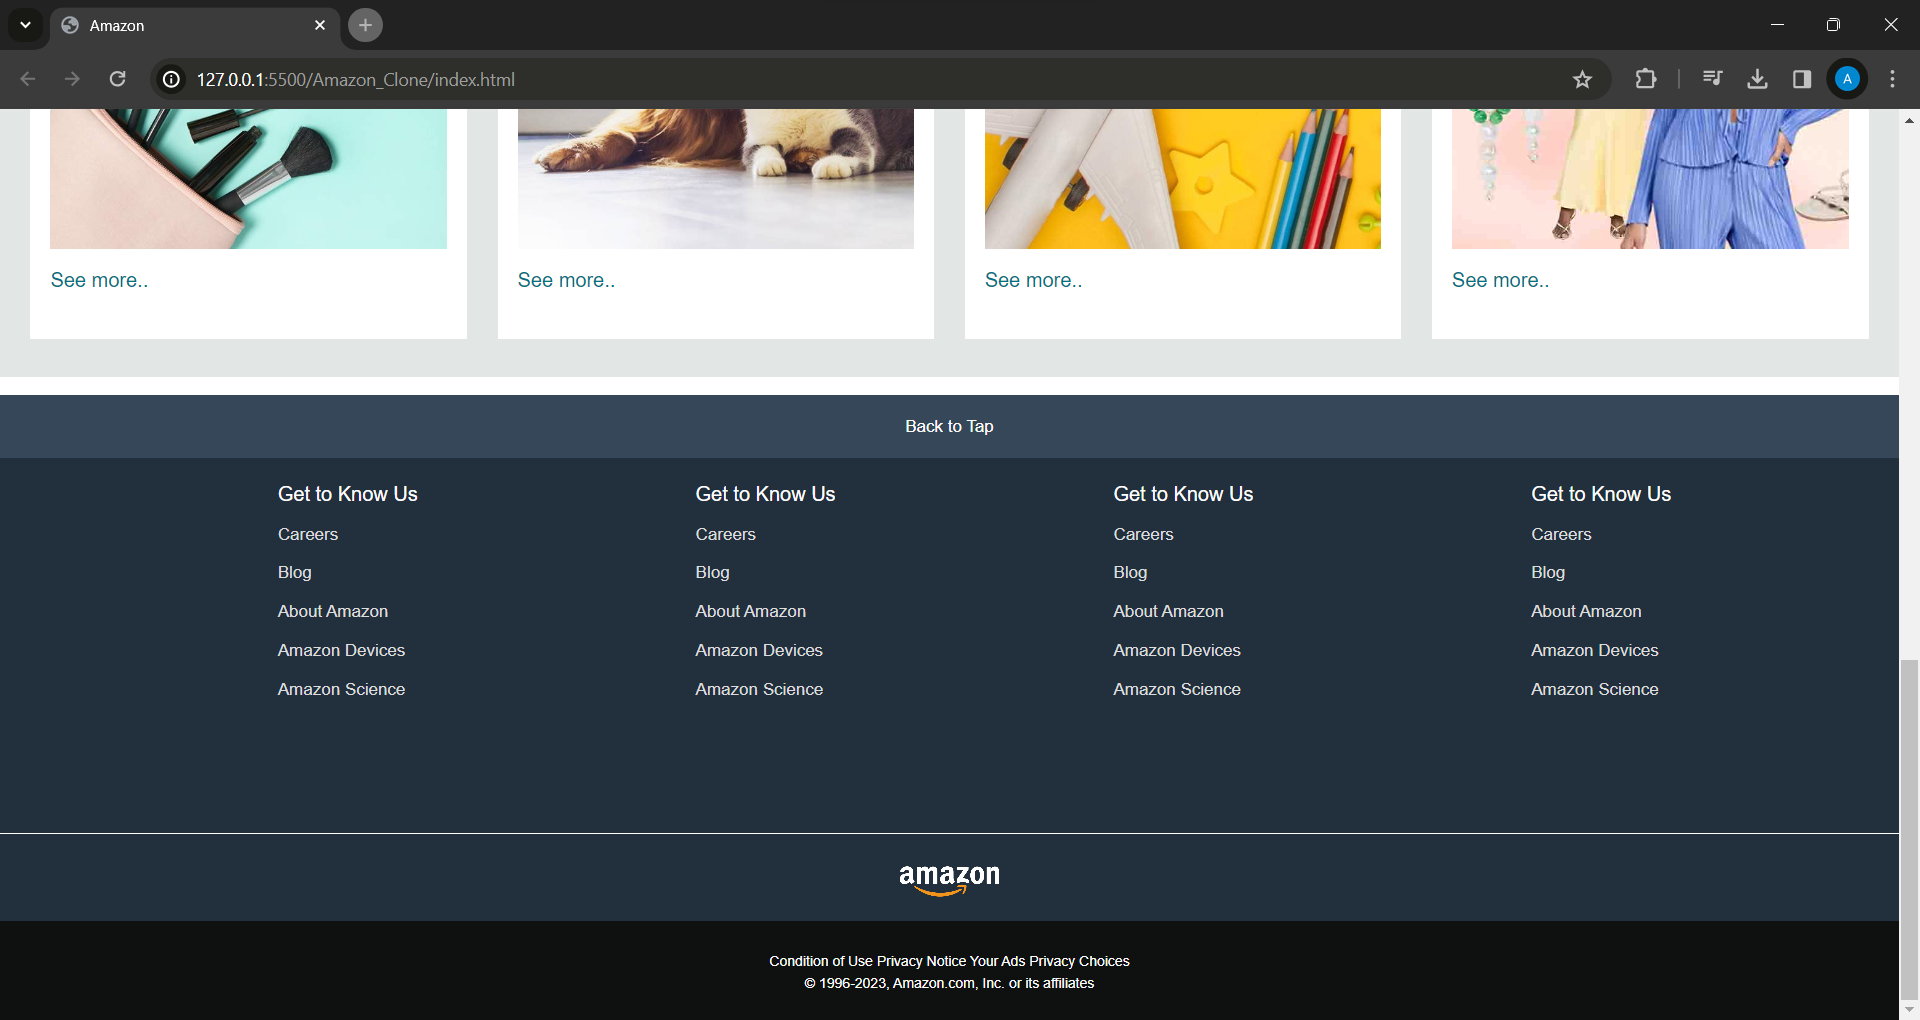 Amazon
127.0.0.1:5500/Amazon_Clone/index.html
A
See more.. See more.. See more.. See more..
Back to Tap
Get to Know Us Get to Know Us Get to Know Us Get to Know Us
Careers Careers Careers Careers
Blog Blog Blog Blog
About Amazon About Amazon About Amazon About Amazon
Amazon Devices Amazon Devices Amazon Devices Amazon Devices
Amazon Science Amazon Science Amazon Science Amazon Science
amazon
Condition of Use Privacy Notice Your Ads Privacy Choices
© 1996-2023, Amazon.com, Inc. or its affiliates